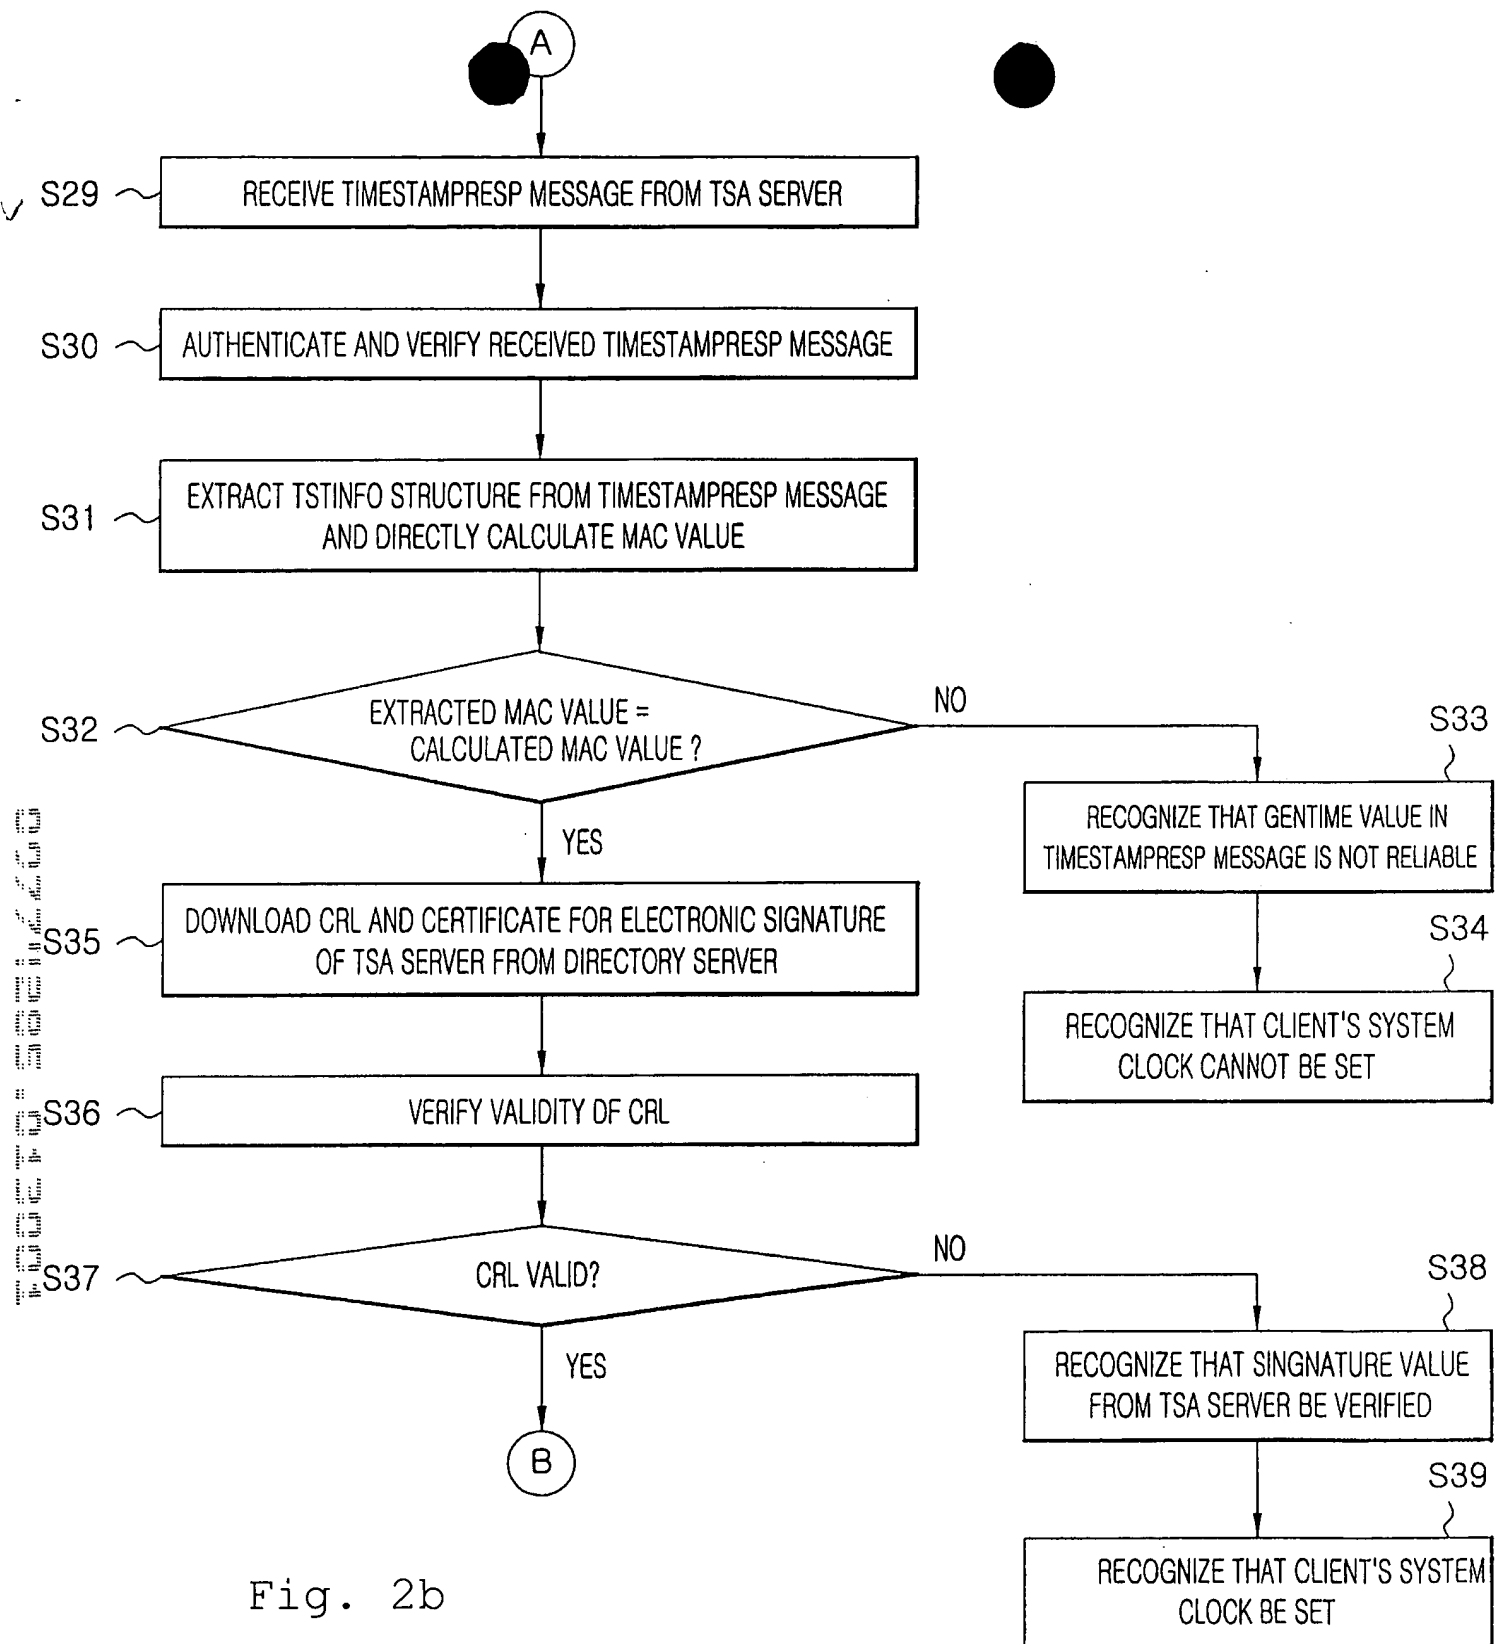 A
S29
RECEIVE TIMESTAMPRESP MESSAGE FROM TSA SERVER
S30
AUTHENTICATE AND VERIFY RECEIVED TIMESTAMPRESP MESSAGE
S31
EXTRACT TSTINFO STRUCTURE FROM TIMESTAMPRESP MESSAGE
AND DIRECTLY CALCULATE MAC VALUE
S32
EXTRACTED MAC VALUE =
CALCULATED MAC VALUE ?
NO
YES
S33
RECOGNIZE THAT GENTIME VALUE IN
TIMESTAMPRESP MESSAGE IS NOT RELIABLE
S34
RECOGNIZE THAT CLIENT'S SYSTEM
CLOCK CANNOT BE SET
S35
DOWNLOAD CRL AND CERTIFICATE FOR ELECTRONIC SIGNATURE
OF TSA SERVER FROM DIRECTORY SERVER
S36
VERIFY VALIDITY OF CRL
S37
CRL VALID?
NO
YES
S38
RECOGNIZE THAT SINGNATURE VALUE
FROM TSA SERVER BE VERIFIED
S39
RECOGNIZE THAT CLIENT'S SYSTEM
CLOCK BE SET
B
Fig. 2b